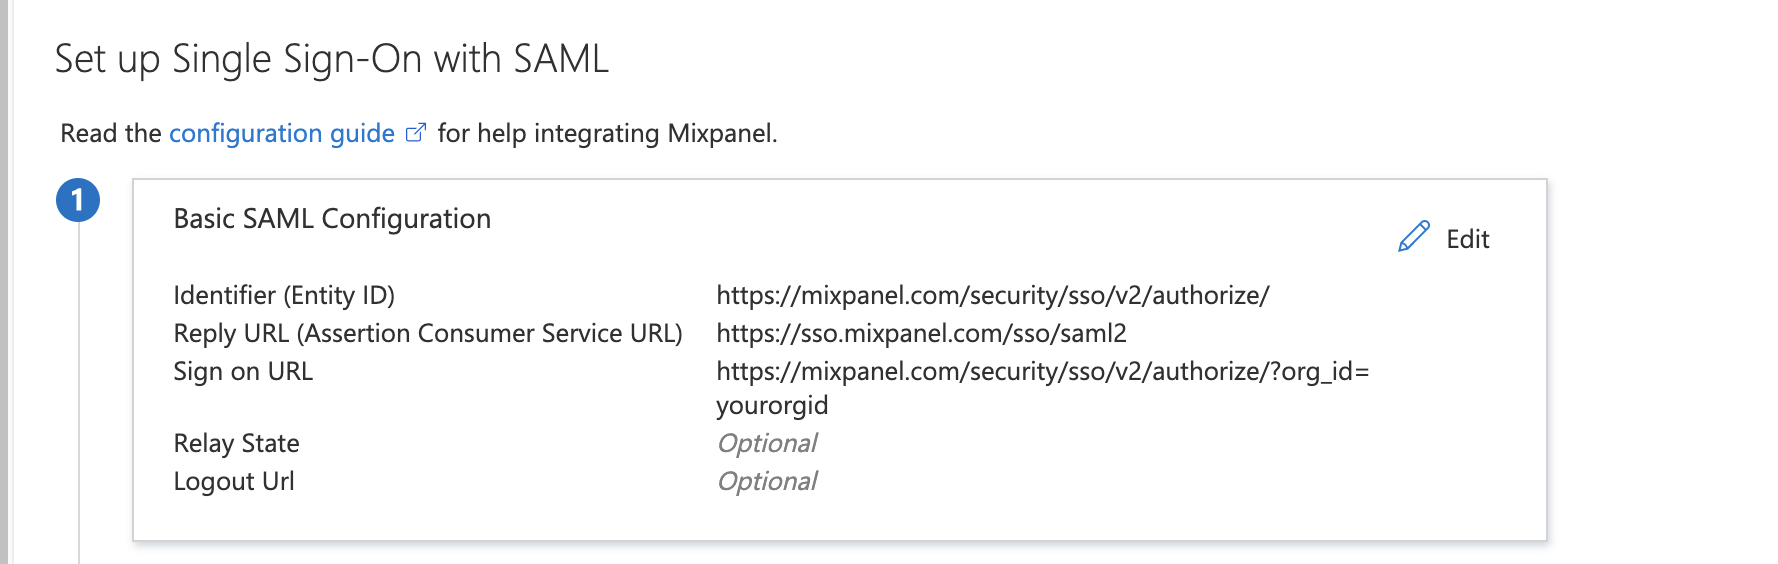 Set up Single Sign-On with SAML
Read the configuration guide for help integrating Mixpanel.
1
Basic SAML Configuration
Edit
Identifier (Entity ID) https://mixpanel.com/security/sso/v2/authorize/
Reply URL (Assertion Consumer Service URL) https://sso.mixpanel.com/sso/saml2
Sign on URL https://mixpanel.com/security/sso/v2/authorize/?org_id=
yourorgid
Relay State Optional
Logout Url Optional